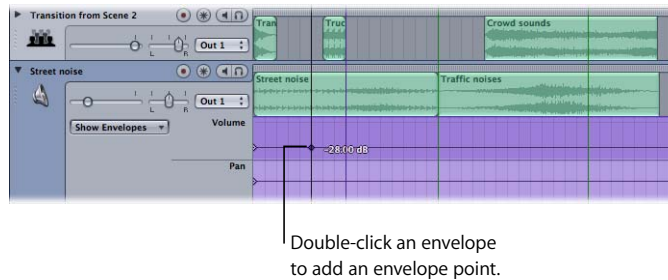 Transition from Scene 2
Tran
Truc
Crowd sounds
L R
Out 1
Street noise
Street noise
Traffic noises
L R
Out 1
Show Envelopes
Volume
-28.00 dB
Pan
Double-click an envelope
to add an envelope point.